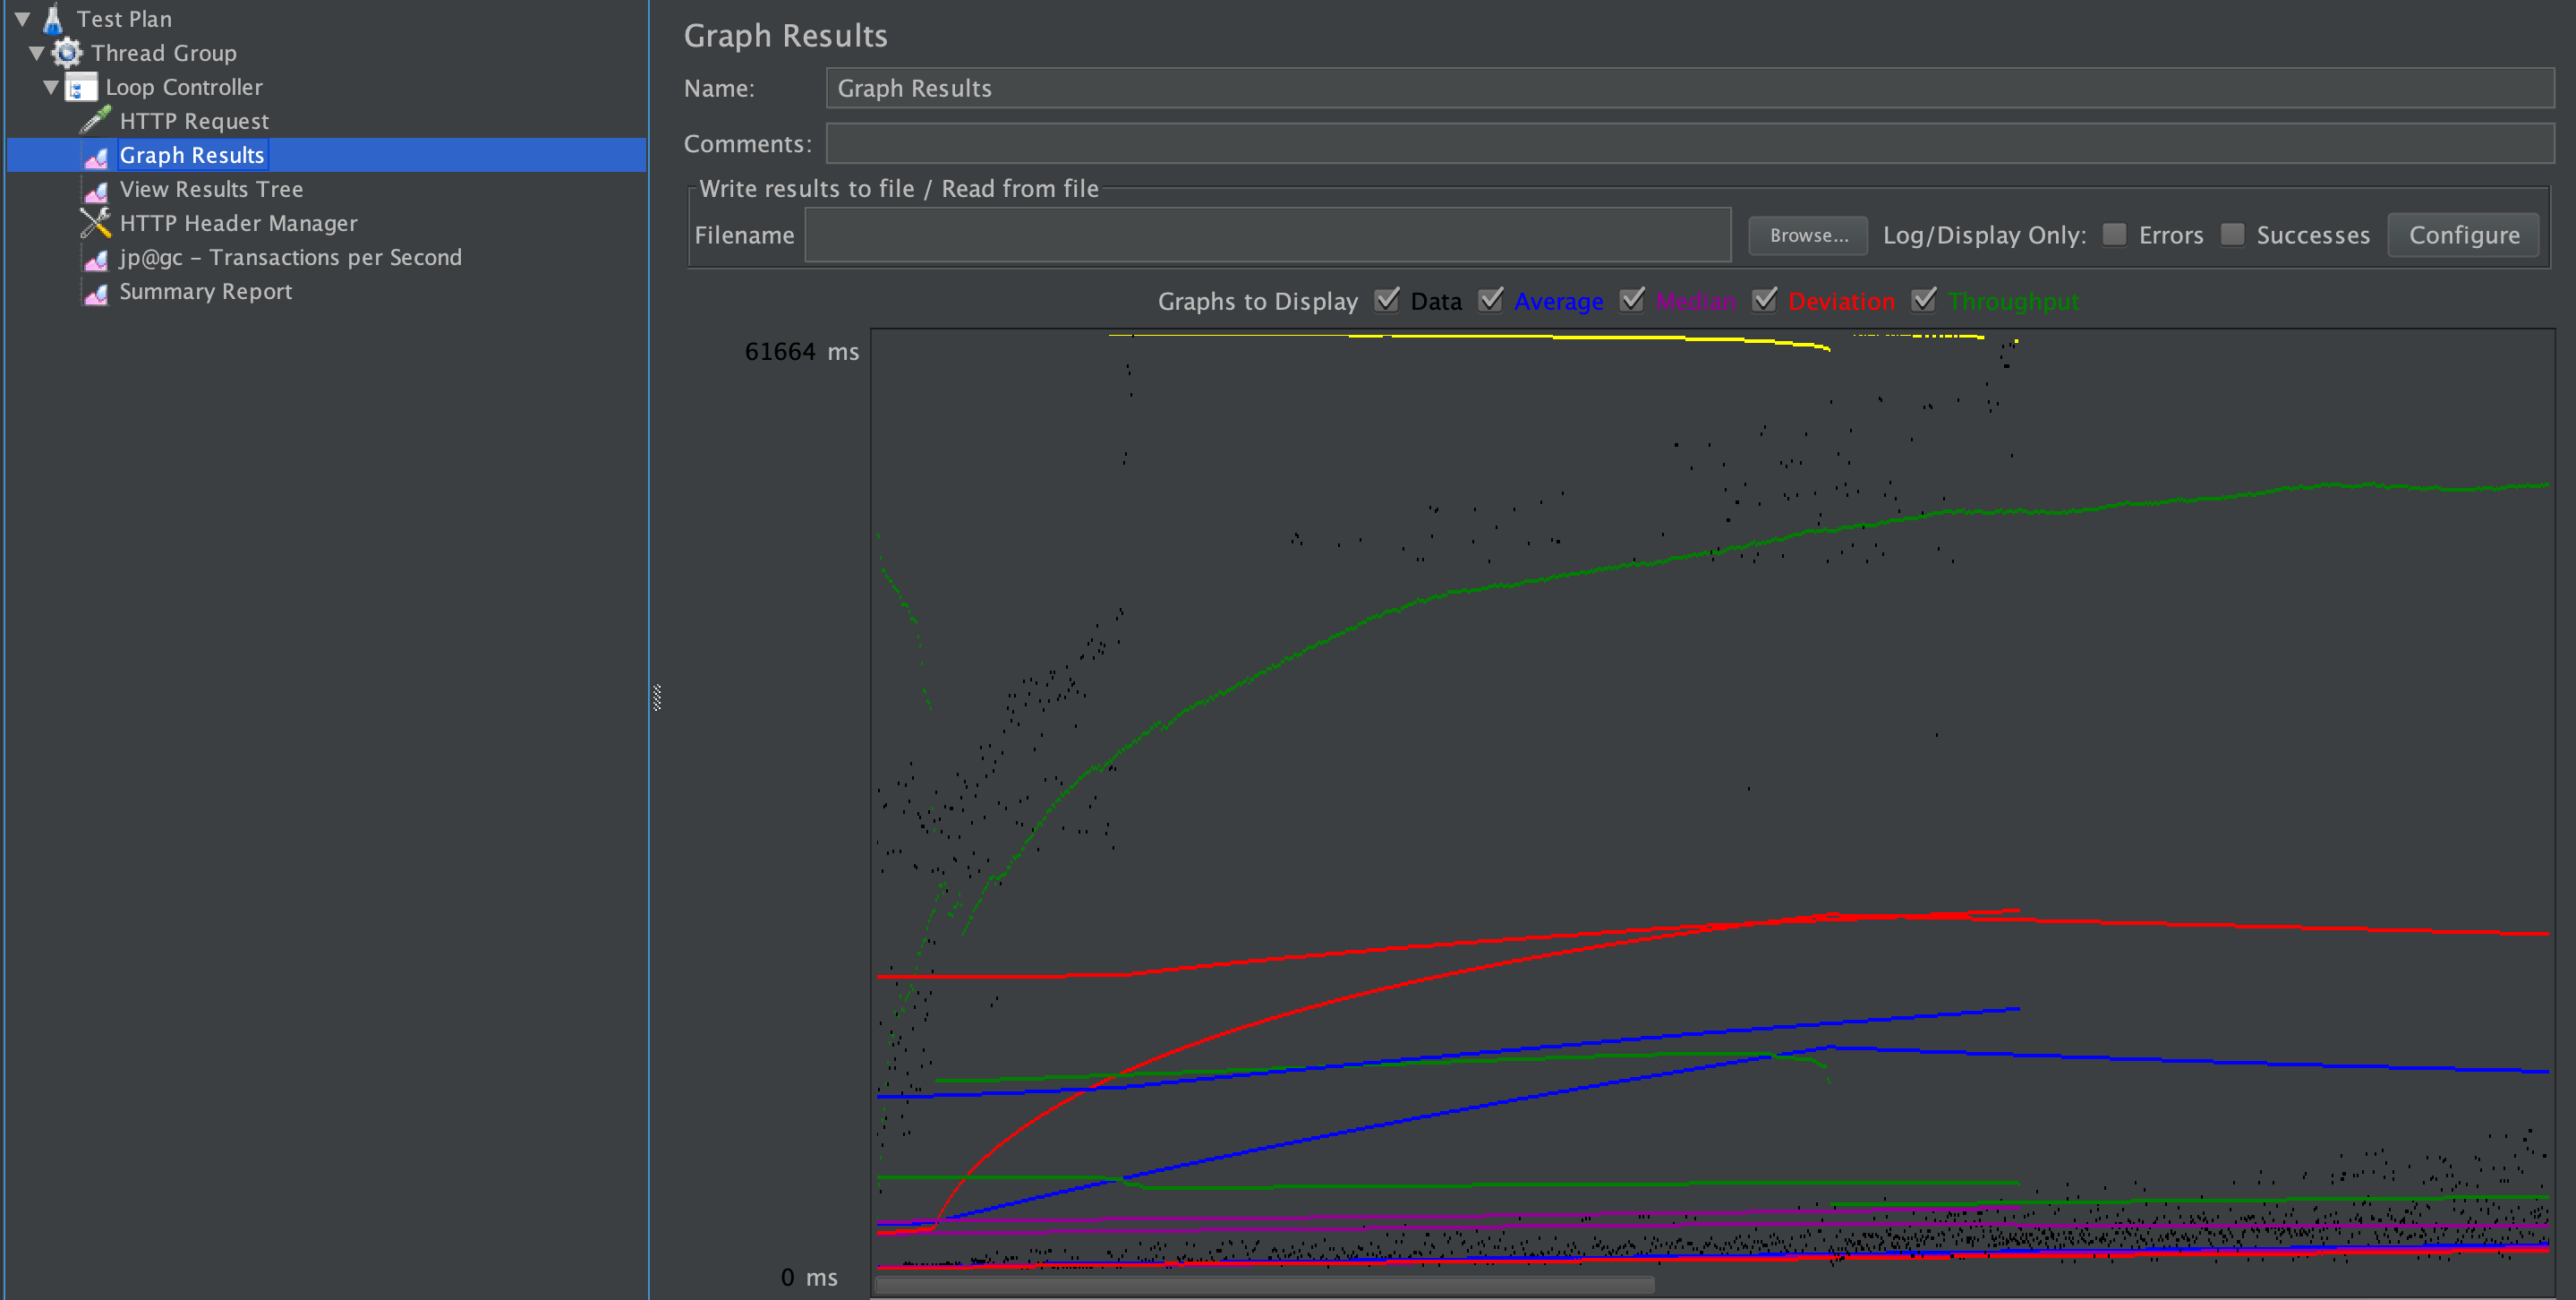 Test Plan
Thread Group
Loop Controller
HTTP Request
Graph Results
View Results Tree
HTTP Header Manager
jp@gc - Transactions per Second
Summary Report
Graph Results
Name: Graph Results
Comments:
Write results to file / Read from file
Filename Browse... Log/Display Only: Errors Successes Configure
Graphs to Display Data Average Median Deviation Throughput
61664 ms
0 ms